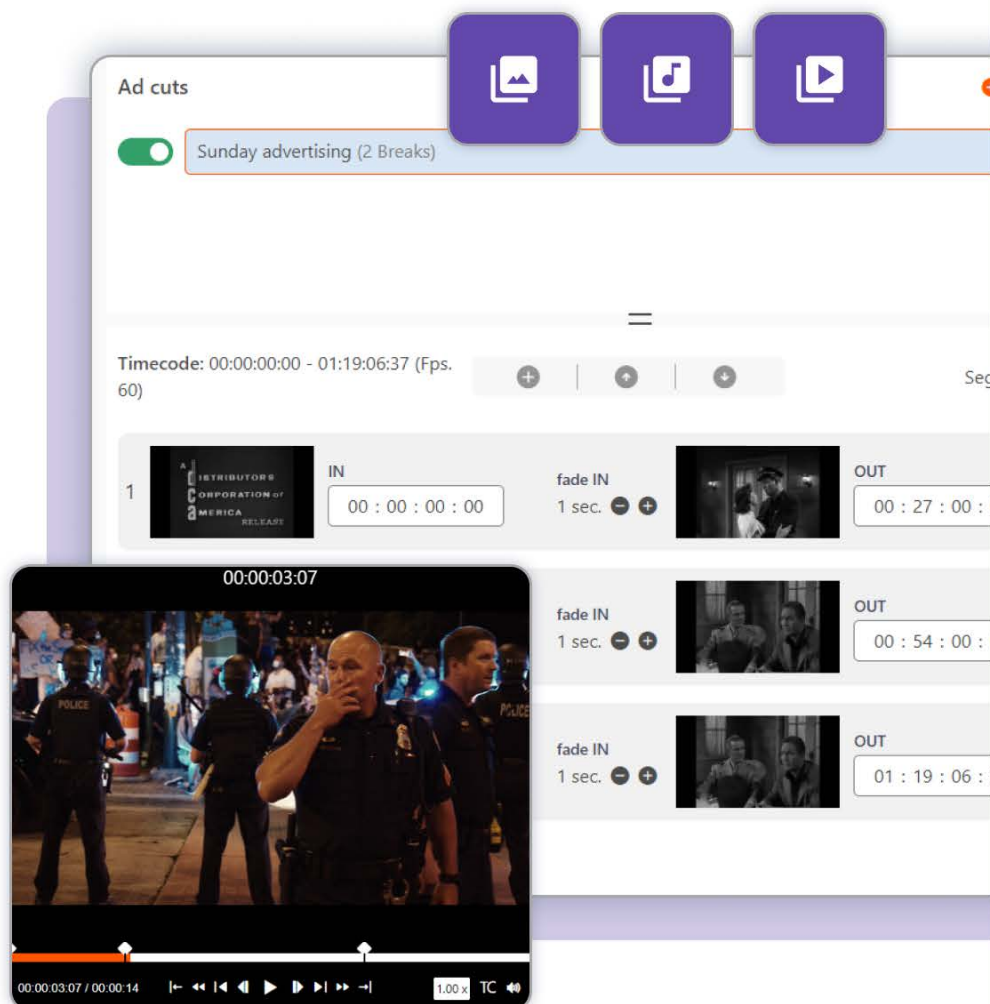 Ad cuts
Sunday advertising (2 Breaks)
Timecode: 00:00:00:00 - 01:19:06:37 (Fps.
60)
Seg
1
A
DISTRIBUTORS
CORPORATION OF
AMERICA
RELEASE
IN
00 : 00 : 00 : 00
fade IN
1 sec.
OUT
00 : 27 : 00 :
fade IN
1 sec.
OUT
00 : 54 : 00 :
fade IN
1 sec.
OUT
01 : 19 : 06 :
00:00:03:07
POLICE
POLICE
00:00:03:07 / 00:00:14
1.00 x
TC